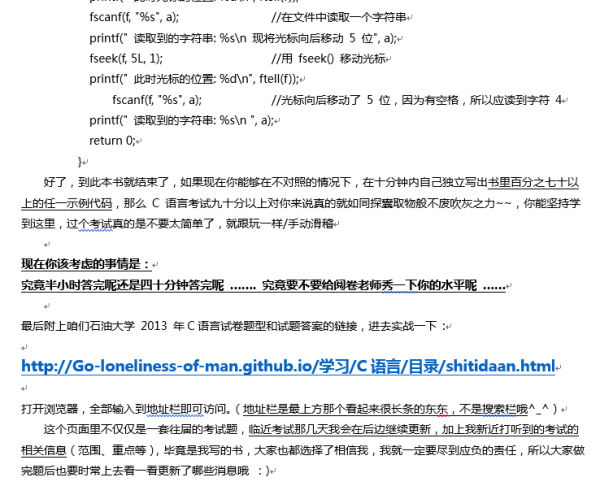 fscanf(f, "%s", a);　　//在文件中读取一个字符串
printf(" 读取到的字符串: %s\n 现将光标向后移动 5 位", a);
fseek(f, 5L, 1);　　//用 fseek() 移动光标
printf(" 此时光标的位置: %d\n", ftell(f));
fscanf(f, "%s", a);　　//光标向后移动了 5 位，因为有空格，所以应读到字符 4
printf(" 读取到的字符串: %s\n ", a);
return 0;
}
好了，到此本书就结束了，如果现在你能够在不对照的情况下，在十分钟内自己独立写出书里百分之七十以
上的任一示例代码，那么 C 语言考试九十分以上对你来说真的就如同探囊取物般不废吹灰之力~~，你能坚持学
到这里，过个考试真的是不要太简单了，就跟玩一样/手动滑稽
现在你该考虑的事情是：
究竟半小时答完呢还是四十分钟答完呢 ……. 究竟要不要给阅卷老师秀一下你的水平呢 ……
最后附上咱们石油大学 2013 年C语言试卷题型和试题答案的链接，进去实战一下 :
http://Go-loneliness-of-man.github.io/学习/C 语言/目录/shitidaan.html
打开浏览器，全部输入到地址栏即可访问。（地址栏是最上方那个看起来很长条的东东，不是搜索栏哦^_^ ）
这个页面里不仅仅是一套往届的考试题，临近考试那几天我会在后边继续更新，加上我新近打听到的考试的
相关信息（范围、重点等），毕竟是我写的书，大家也都选择了相信我，我就一定要尽到应负的责任，所以大家做
完题后也要时常上去看一看更新了哪些消息哦 ：)